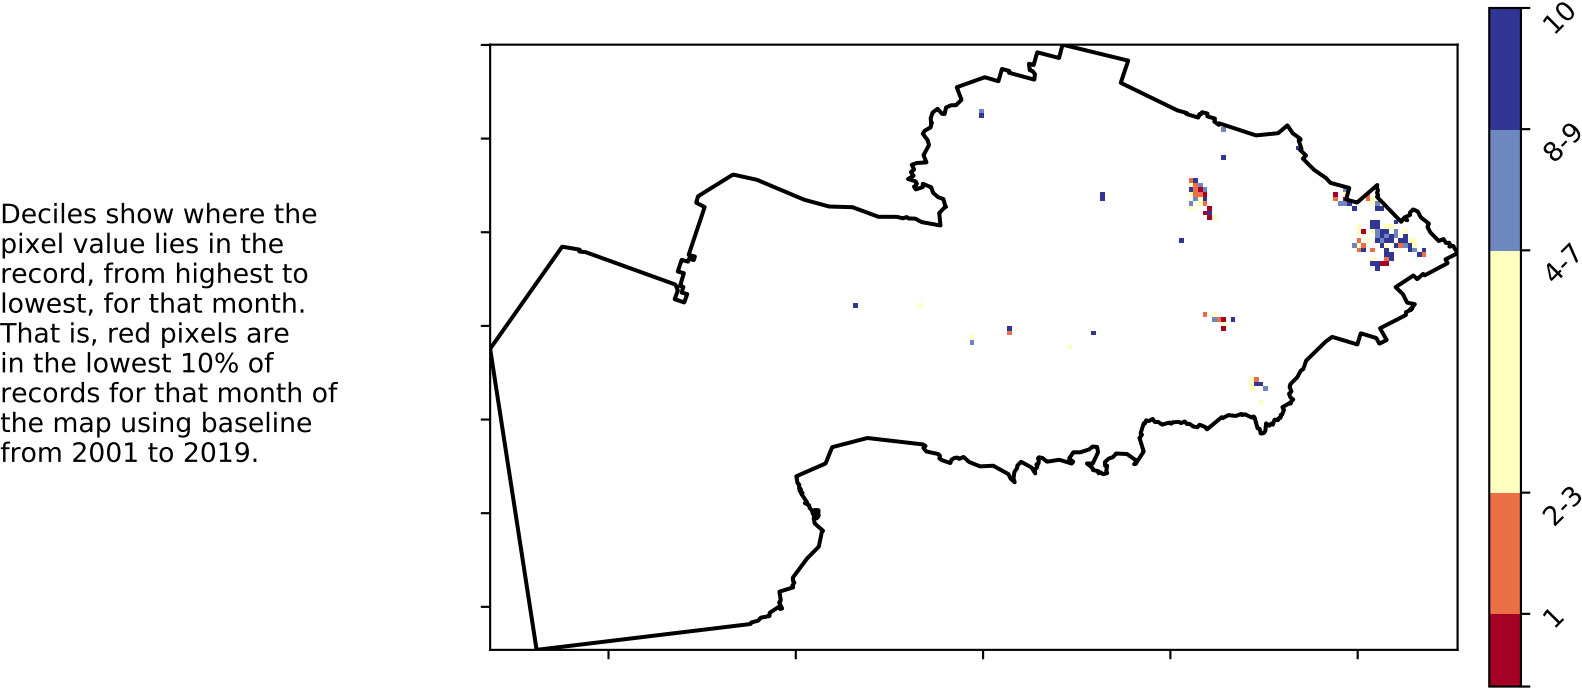 Deciles show where the
pixel value lies in the
record, from highest to
lowest, for that month.
That is, red pixels are
in the lowest 10% of
records for that month of
the map using baseline
from 2001 to 2019.
10
8-9
4-7
2-3
1